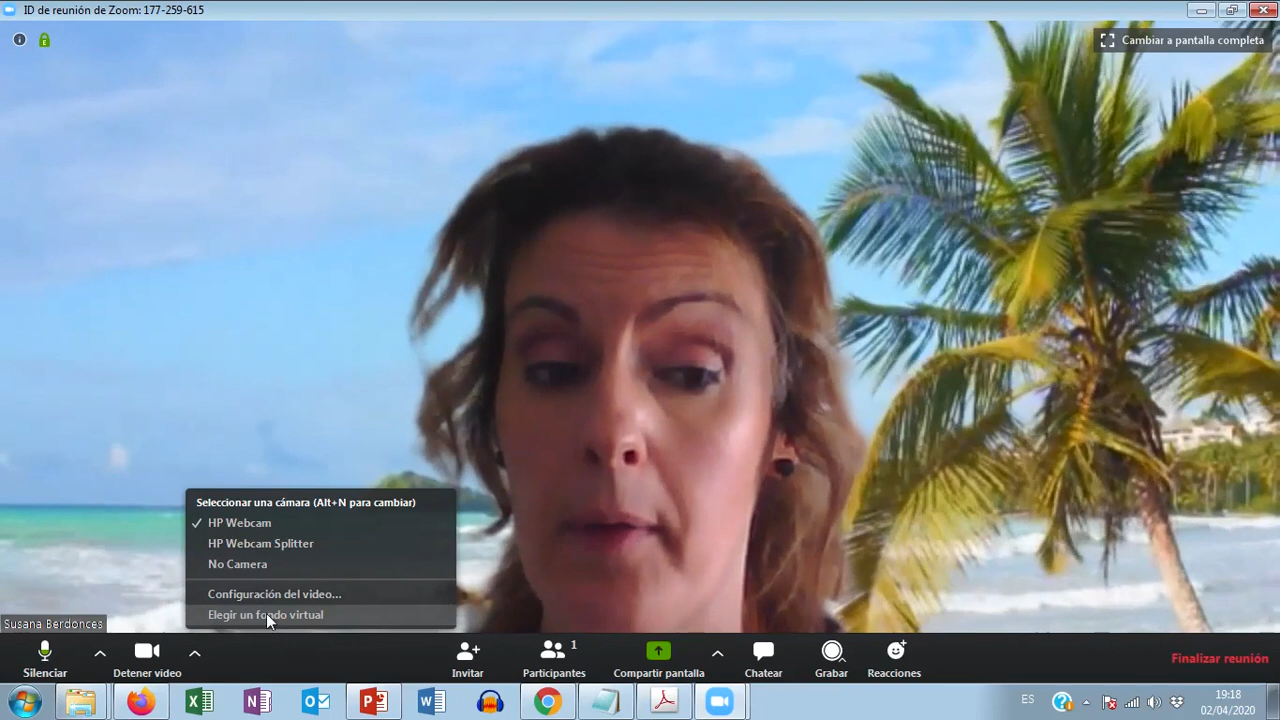 ID de reunión de Zoom: 177-259-615
Cambiar a pantalla completa
Seleccionar una cámara (Alt+N para cambiar)
HP Webcam
HP Webcam Splitter
No Camera
Configuración del video...
Elegir un fondo virtual
Susana Berdonces
Silenciar
Detener video
Invitar
Participantes
1
Compartir pantalla
Chatear
Grabar
Reacciones
Finalizar reunión
ES
19:18
02/04/2020